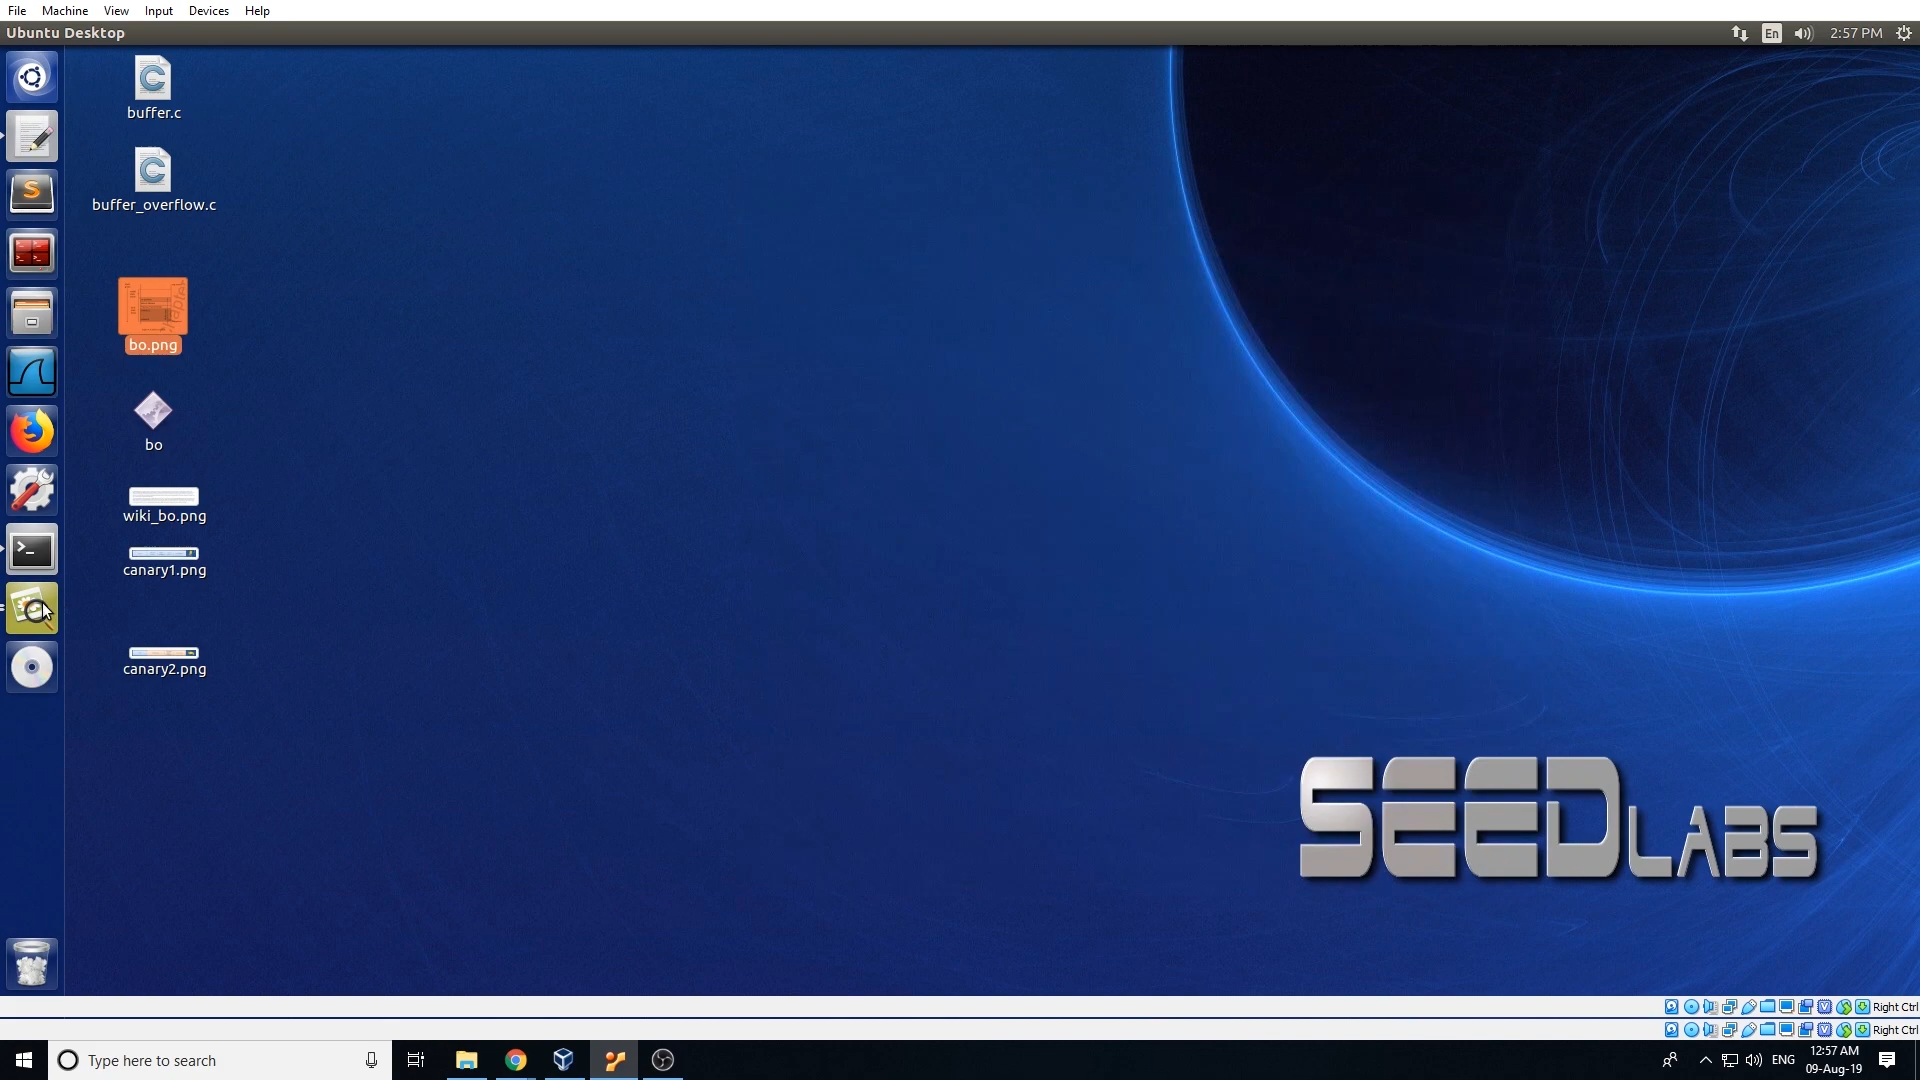 File Machine View Input Devices Help
Ubuntu Desktop
En
2:57 PM
buffer.c
buffer_overflow.c
bo.png
bo
wiki_bo.png
canary1.png
canary2.png
SEEDLABS
Right Ctrl
Right Ctrl
Type here to search
ENG
12:57 AM
09-Aug-19